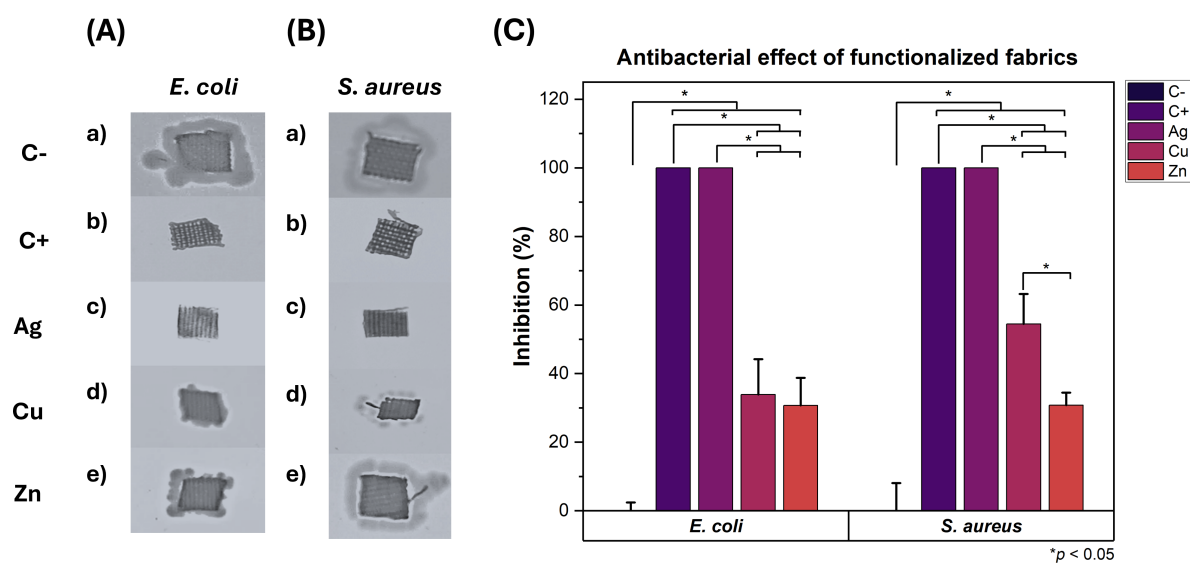 (A)
(B)
(C)
E. coli
S. aureus
C-
a)
a)
C+
b)
b)
Ag
c)
c)
Cu
d)
d)
Zn
e)
e)
Antibacterial effect of functionalized fabrics
Inhibition (%)
120
100
80
60
40
20
0
*
*
*
*
*
*
*
E. coli
S. aureus
*p < 0.05
C-
C+
Ag
Cu
Zn